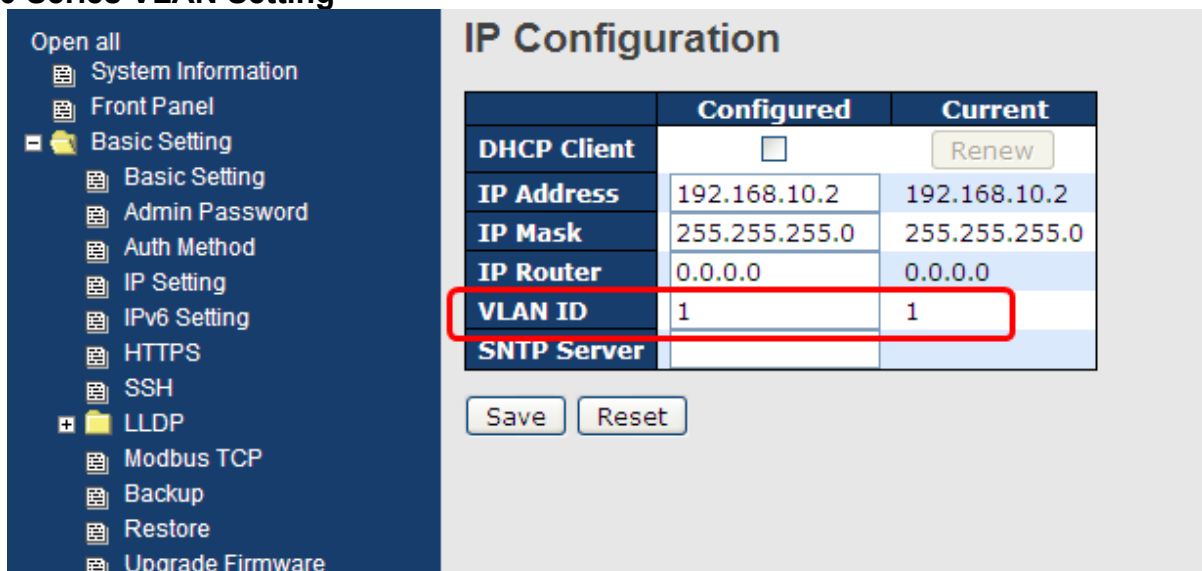 Series VLAN Setting
Open all
System Information
Front Panel
Basic Setting
Basic Setting
Admin Password
Auth Method
IP Setting
IPv6 Setting
HTTPS
SSH
LLDP
Modbus TCP
Backup
Restore
Upgrade Firmware
IP Configuration
Configured Current
DHCP Client Renew
IP Address 192.168.10.2 192.168.10.2
IP Mask 255.255.255.0 255.255.255.0
IP Router 0.0.0.0 0.0.0.0
VLAN ID 1 1
SNTP Server
Save Reset